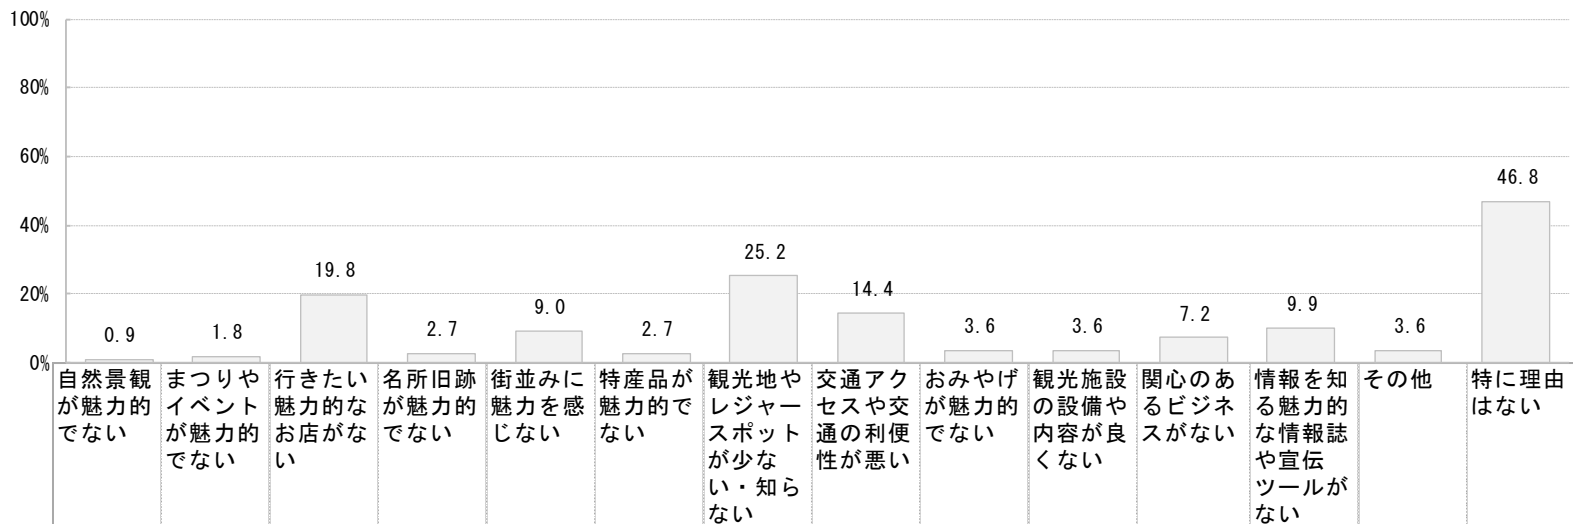 100%
80%
60%
40%
20%
0%
0.9
1.8
19.8
2.7
9.0
2.7
25.2
14.4
3.6
3.6
7.2
9.9
3.6
46.8
自然景観
が魅力的
でない
まつりや
イベント
が魅力的
でない
行きたい
魅力的な
お店がな
い
名所旧跡
が魅力的
でない
街並みに
魅力を感
じない
特産品が
魅力的で
ない
観光地や
レジャー
スポット
が少な
い・知ら
ない
交通アク
セスや交
通の利便
性が悪い
おみやげ
が魅力的
でない
観光施設
の設備や
内容が良
くない
関心のあ
るビジネ
スがない
情報を知
る魅力的
な情報誌
や宣伝
ツールが
ない
その他
特に理由
はない